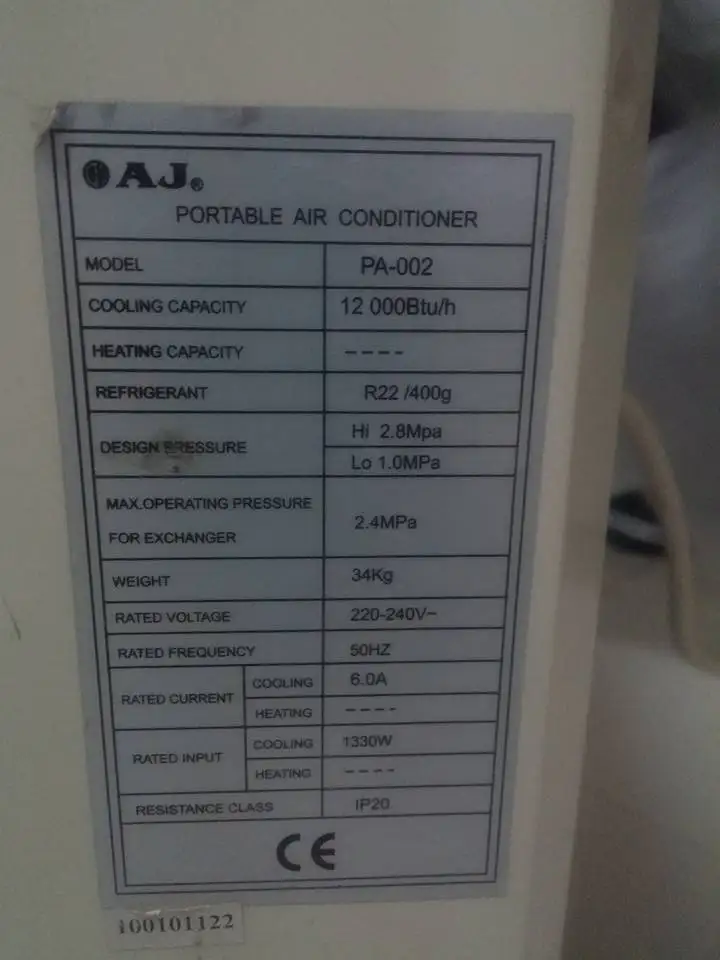 AJ®
PORTABLE AIR CONDITIONER
MODEL PA-002
COOLING CAPACITY 12 000Btu/h
HEATING CAPACITY ----
REFRIGERANT R22 /400g
DESIGN PRESSURE Hi 2.8Mpa
Lo 1.0MPa
MAX.OPERATING PRESSURE
FOR EXCHANGER 2.4MPa
WEIGHT 34Kg
RATED VOLTAGE 220-240V~
RATED FREQUENCY 50HZ
RATED CURRENT COOLING 6.0A
HEATING ----
RATED INPUT COOLING 1330W
HEATING ----
RESISTANCE CLASS IP20
CE
100101122